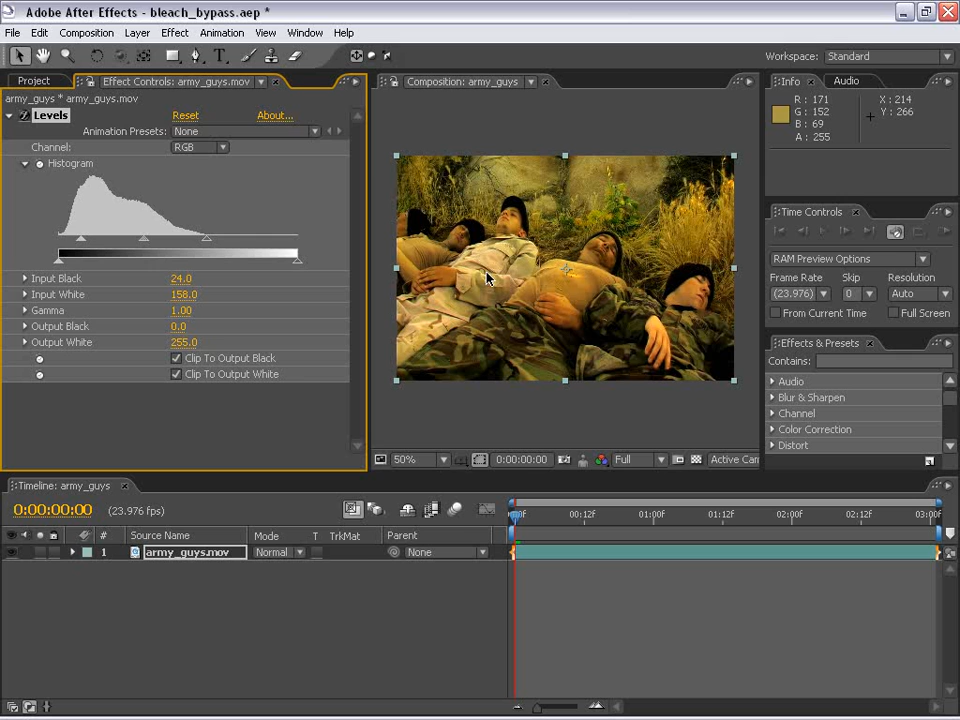 Adobe After Effects - bleach_bypass.aep *
File Edit Composition Layer Effect Animation View Window Help
Workspace: Standard
Project Effect Controls: army_guys.mov Composition: army_guys Info Audio
army_guys * army_guys.mov
Levels Reset About...
Animation Presets: None
Channel: RGB
Histogram
Input Black 24.0
Input White 158.0
Gamma 1.00
Output Black 0.0
Output White 255.0
Clip To Output Black
Clip To Output White
50% 0:00:00:00 Full Active Can
R: 171 X: 214
G: 152 Y: 266
B: 69
A: 255
Time Controls
RAM Preview Options
Frame Rate Skip Resolution
(23.976) 0 Auto
From Current Time Full Screen
Effects & Presets
Contains:
Audio
Blur & Sharpen
Channel
Color Correction
Distort
Timeline: army_guys
0:00:00:00 (23.976 fps)
00:12f 01:00f 01:12f 02:00f 02:12f 03:00f
# Source Name Mode T TrkMat Parent
1 army_guys.mov Normal None